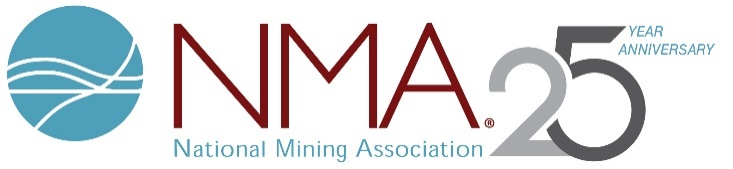 NMA®
National Mining Association
25
YEAR
ANNIVERSARY